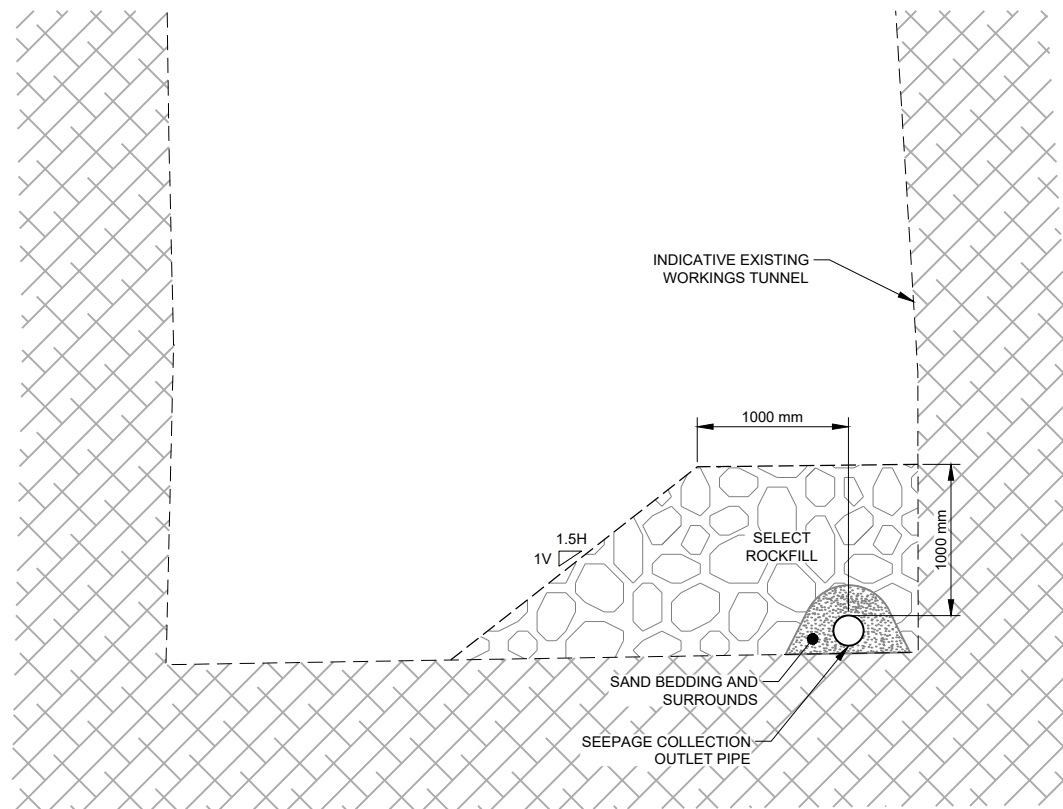 INDICATIVE EXISTING
WORKINGS TUNNEL
1000 mm
1.5H
1V
SELECT
ROCKFILL
1000 mm
SAND BEDDING AND
SURROUNDS
SEEPAGE COLLECTION
OUTLET PIPE